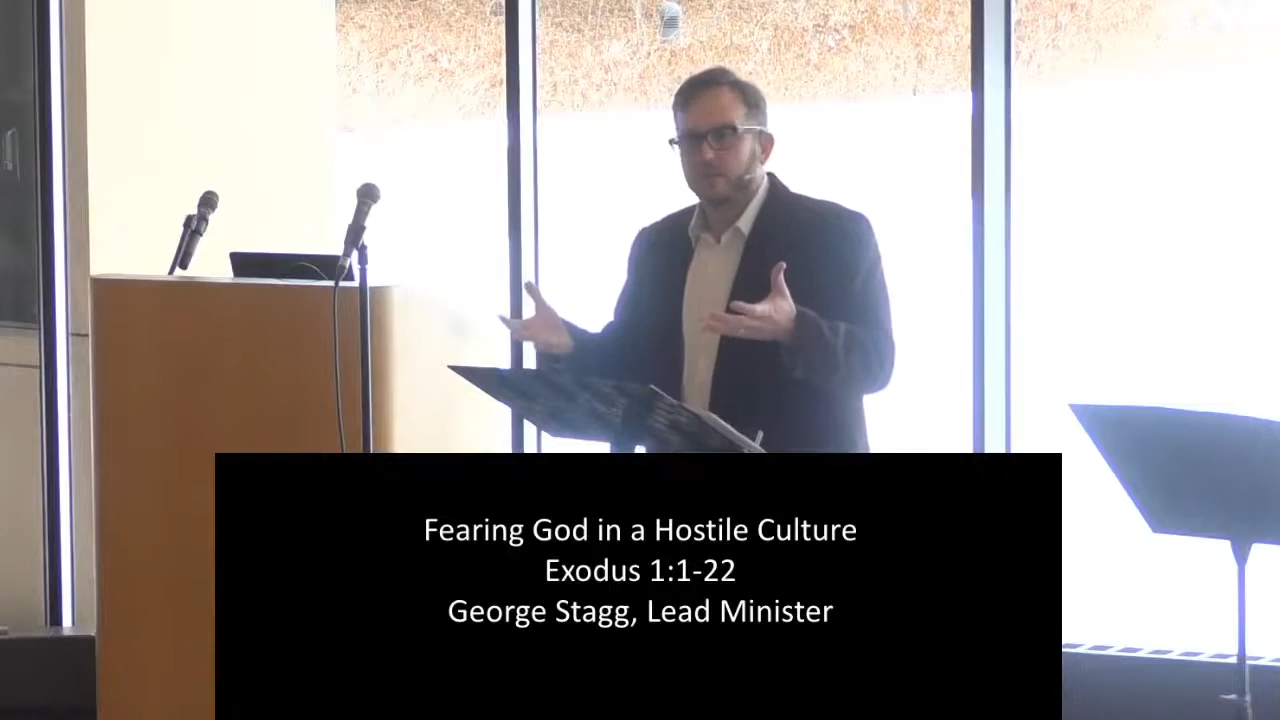 Fearing God in a Hostile Culture
Exodus 1:1-22
George Stagg, Lead Minister